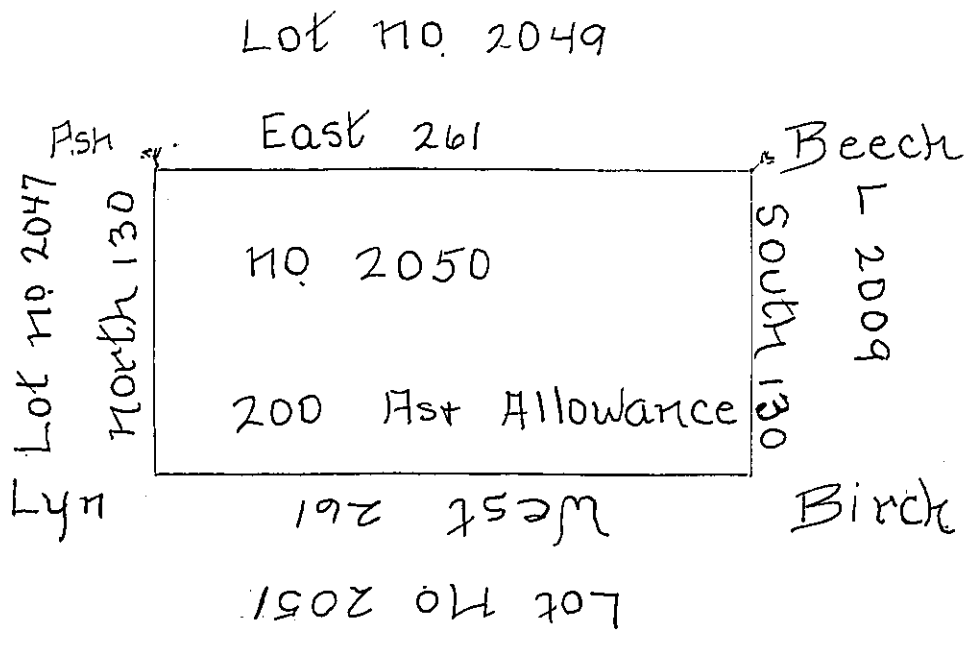 Lot No. 2049
East 261
Ash
Beech
Lot No. 2047
North 130
South 130
L 2009
No. 2050
200 As+ Allowance
Lyn
West 261
Birch
Lot No 2051